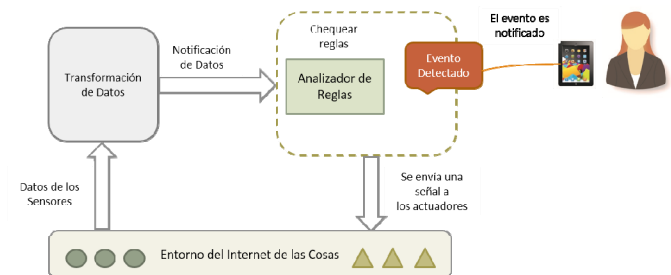 Transformación
de Datos
Notificación
de Datos
Chequear
reglas
Analizador de
Reglas
Evento
Detectado
El evento es
notificado
Datos de los
Sensores
Se envía una
señal a
los actuadores
Entorno del Internet de las Cosas